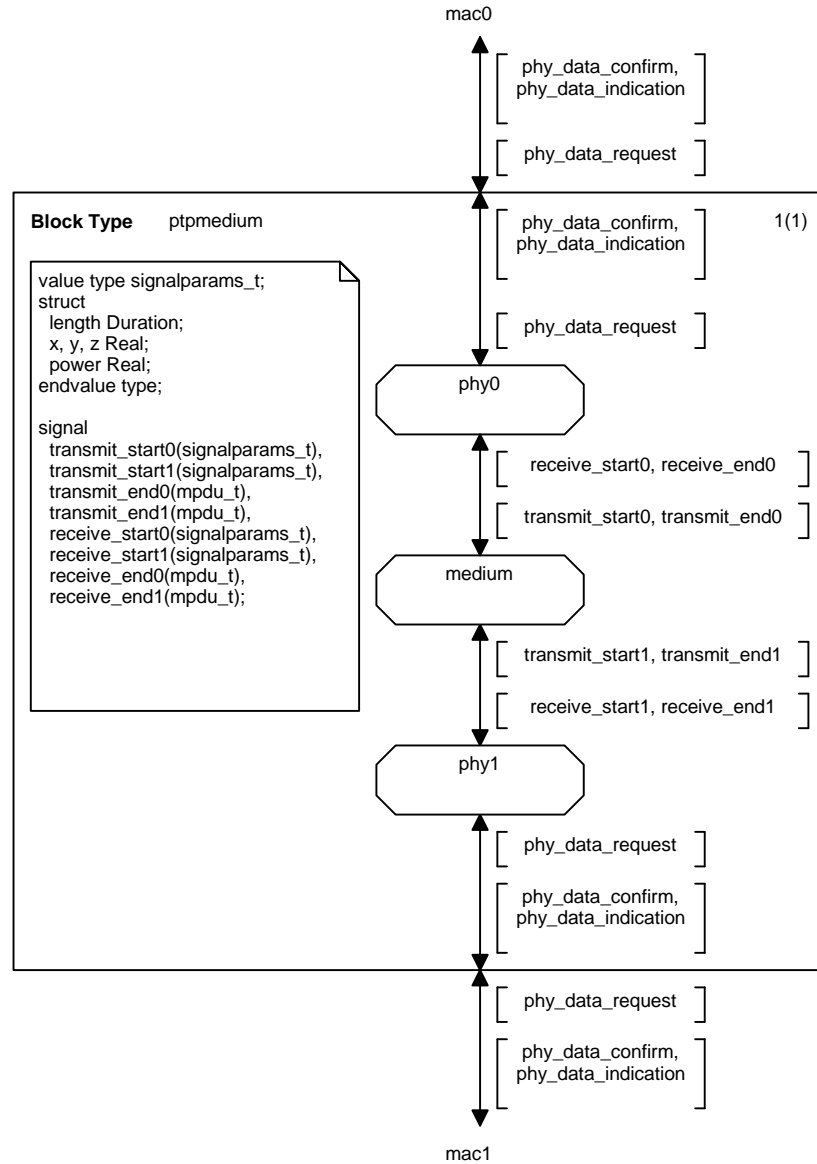 mac0
phy_data_confirm,
phy_data_indication
phy_data_request
Block Type ptpmedium
1(1)
phy_data_confirm,
phy_data_indication
phy_data_request
value type signalparams_t;
struct
length Duration;
x, y, z Real;
power Real;
endvalue type;
signal
transmit_start0(signalparams_t),
transmit_start1(signalparams_t),
transmit_end0(mpdu_t),
transmit_end1(mpdu_t),
receive_start0(signalparams_t),
receive_start1(signalparams_t),
receive_end0(mpdu_t),
receive_end1(mpdu_t);
phy0
receive_start0, receive_end0
transmit_start0, transmit_end0
medium
transmit_start1, transmit_end1
receive_start1, receive_end1
phy1
phy_data_request
phy_data_confirm,
phy_data_indication
phy_data_request
phy_data_confirm,
phy_data_indication
mac1